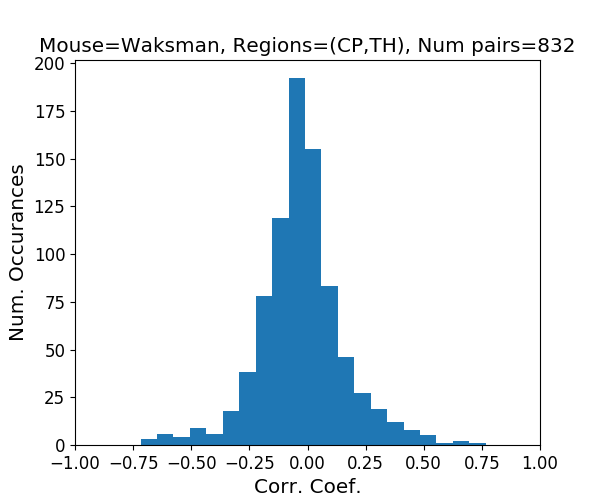 Mouse=Waksman, Regions=(CP,TH), Num pairs=832
200
175
150
125
100
75
50
25
0
Num. Occurances
−1.00 −0.75 −0.50 −0.25 0.00 0.25 0.50 0.75 1.00
Corr. Coef.